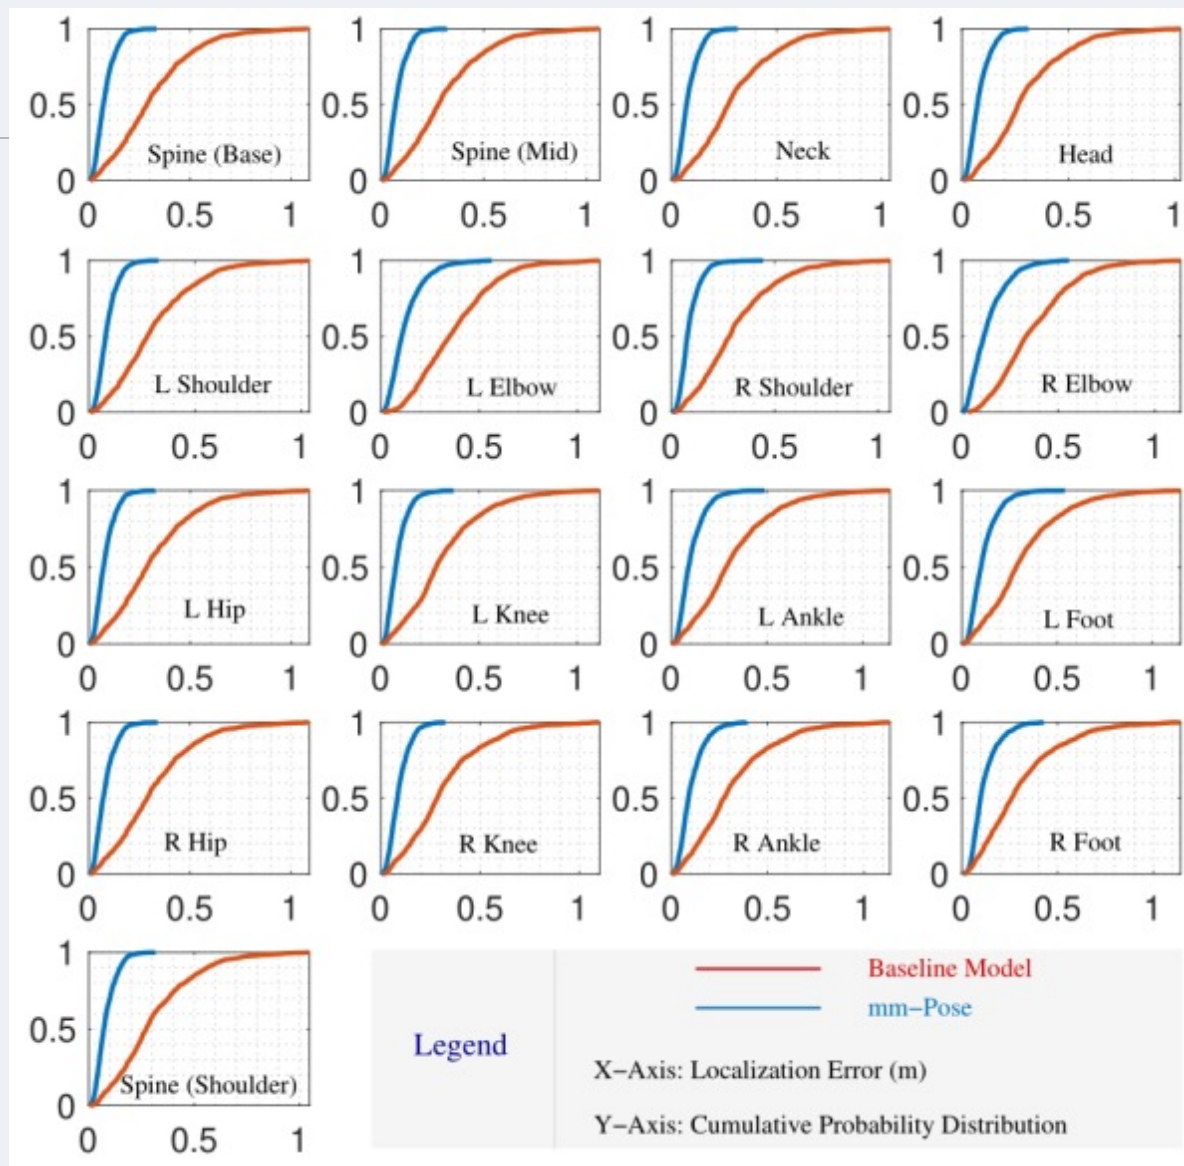 1
0.5
0
Spine (Base)
0 0.5 1
1
0.5
0
Spine (Mid)
0 0.5 1
1
0.5
0
Neck
0 0.5 1
1
0.5
0
Head
0 0.5 1
1
0.5
0
L Shoulder
0 0.5 1
1
0.5
0
L Elbow
0 0.5 1
1
0.5
0
R Shoulder
0 0.5 1
1
0.5
0
R Elbow
0 0.5 1
1
0.5
0
L Hip
0 0.5 1
1
0.5
0
L Knee
0 0.5 1
1
0.5
0
L Ankle
0 0.5 1
1
0.5
0
L Foot
0 0.5 1
1
0.5
0
R Hip
0 0.5 1
1
0.5
0
R Knee
0 0.5 1
1
0.5
0
R Ankle
0 0.5 1
1
0.5
0
R Foot
0 0.5 1
1
0.5
0
Spine (Shoulder)
0 0.5 1
Legend
Baseline Model
mm−Pose
X−Axis: Localization Error (m)
Y−Axis: Cumulative Probability Distribution